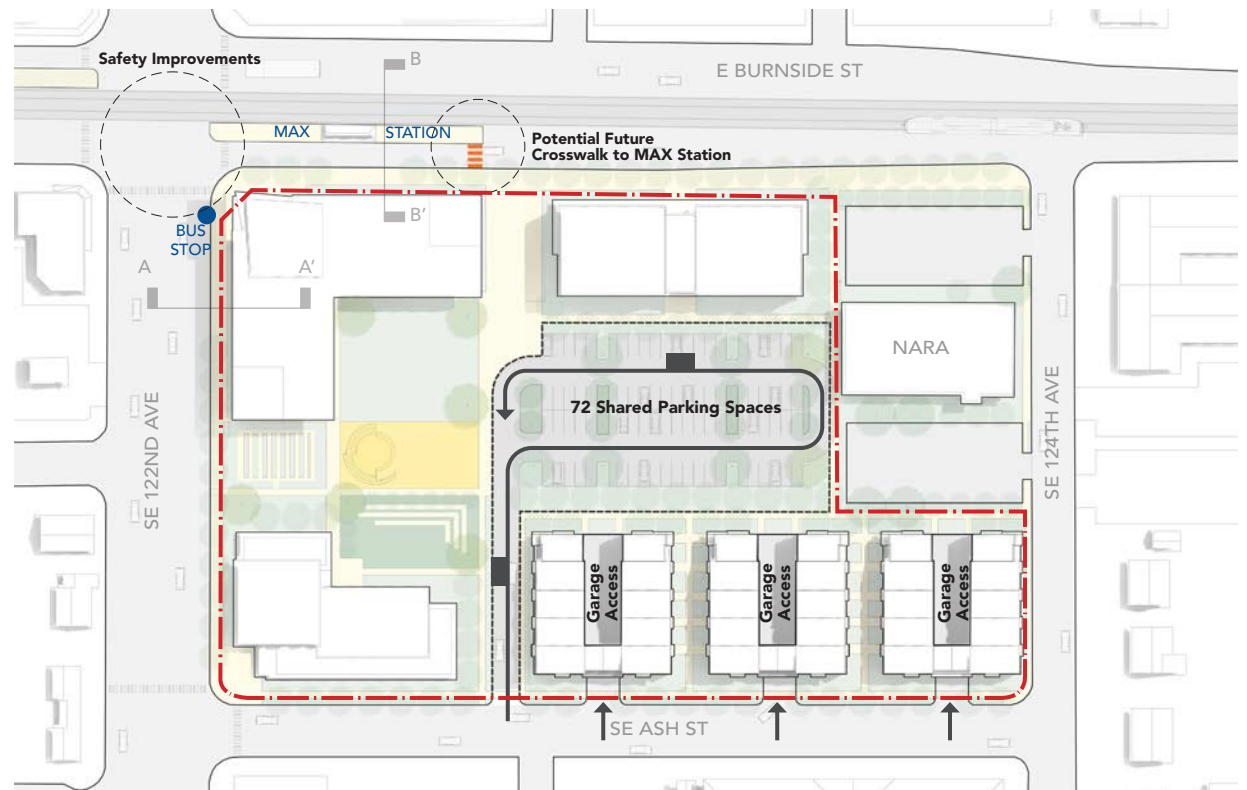 Safety Improvements
B
E BURNSIDE ST
MAX
STATION
Potential Future
Crosswalk to MAX Station
B'
BUS
STOP
A
A'
NARA
72 Shared Parking Spaces
SE 122ND AVE
SE 124TH AVE
Garage
Access
Garage
Access
Garage
Access
SE ASH ST